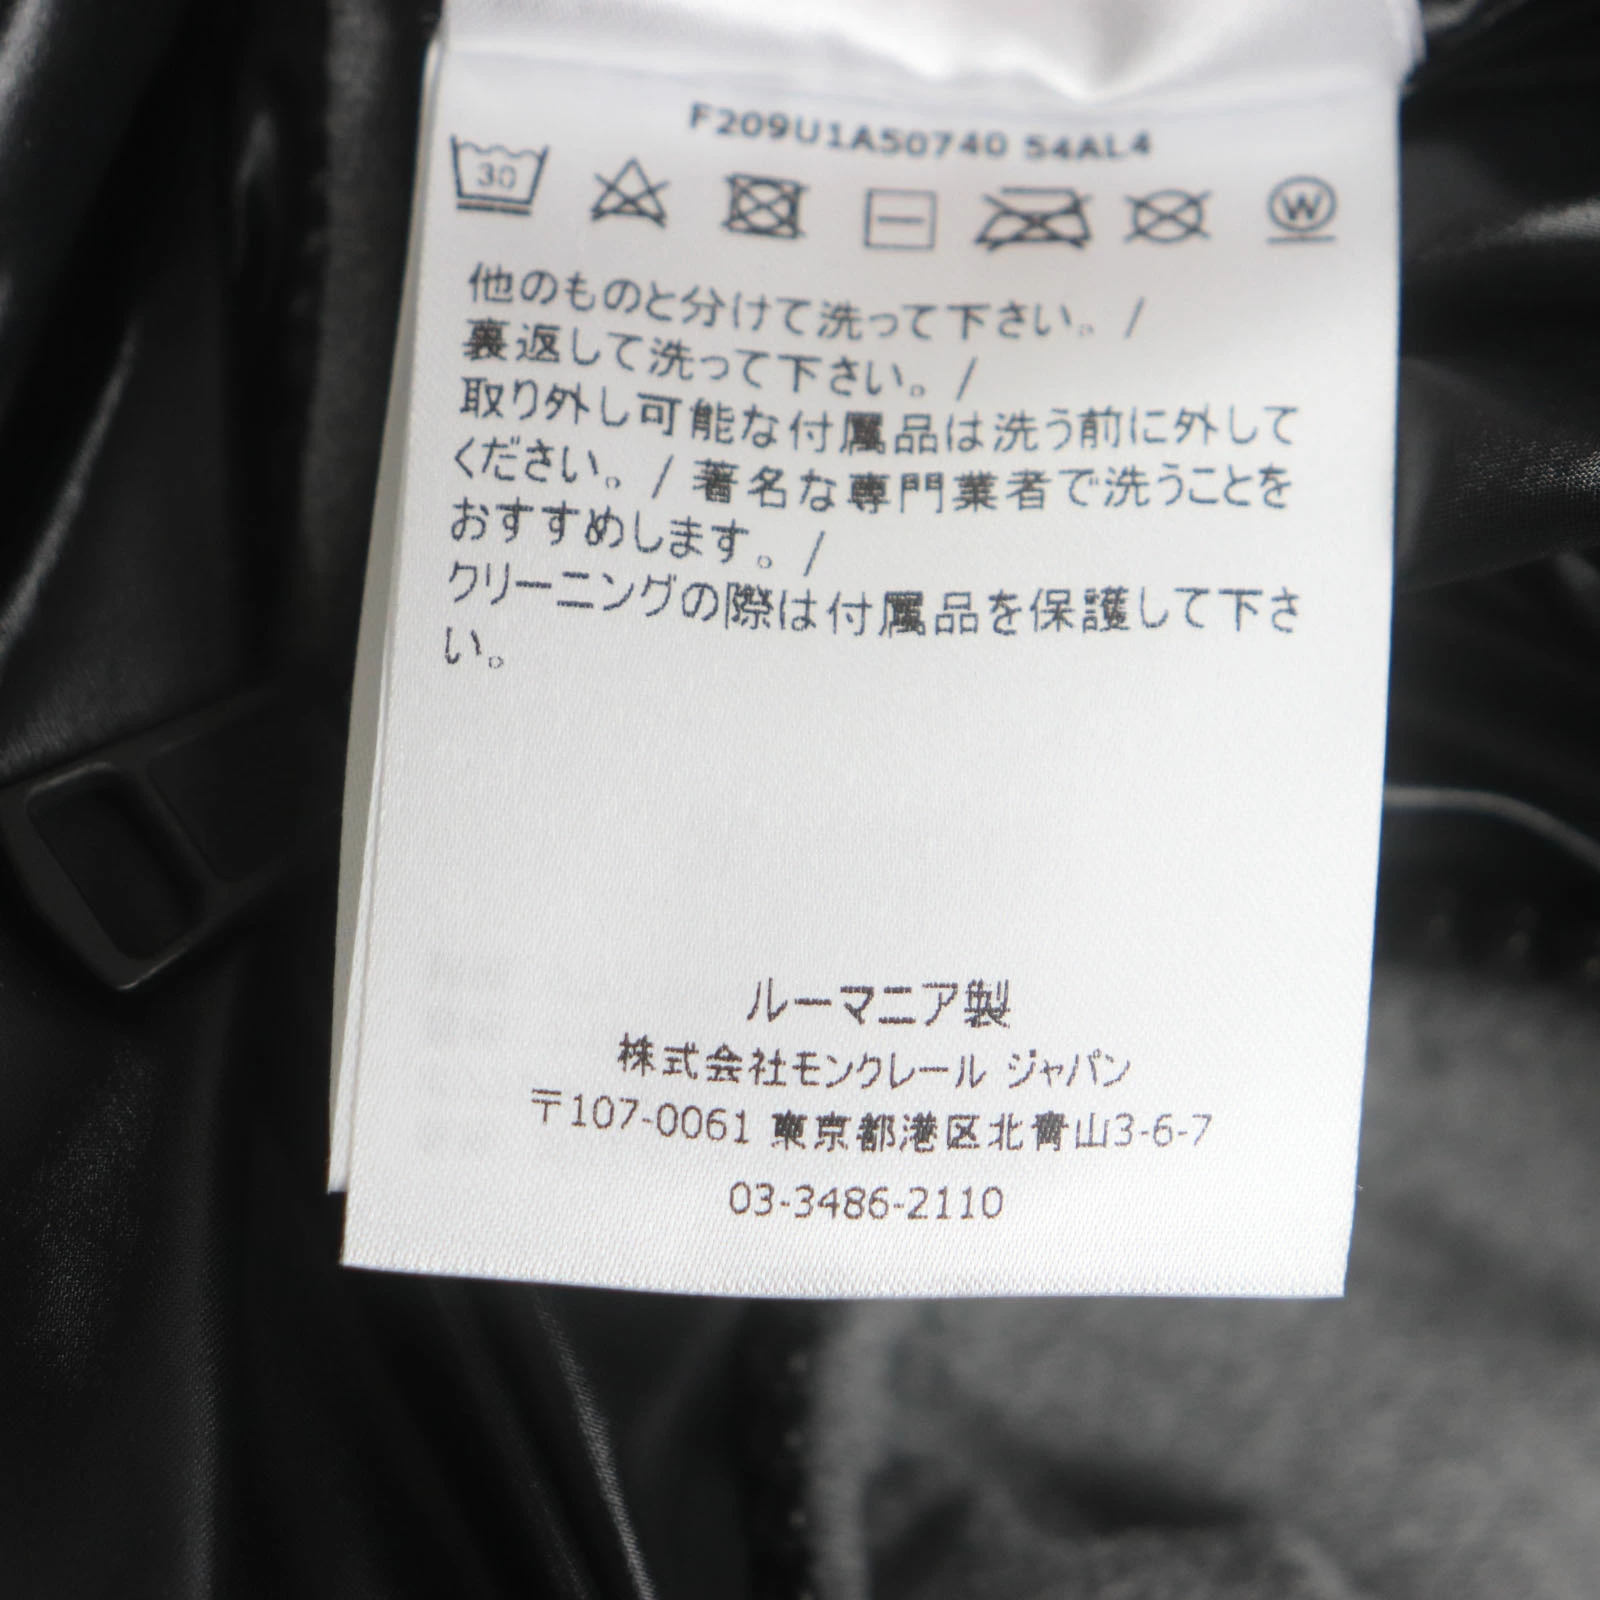 F209U1A50740 54AL4
30 W
他のものと分けて洗って下さい。/
裏返して洗って下さい。/
取り外し可能な付属品は洗う前に外して
ください。/ 著名な専門業者で洗うことを
おすすめします。/
クリーニングの際は付属品を保護して下さ
い。
ルーマニア製
株式会社モンクレール ジャパン
〒107-0061 東京都港区北青山3-6-7
03-3486-2110